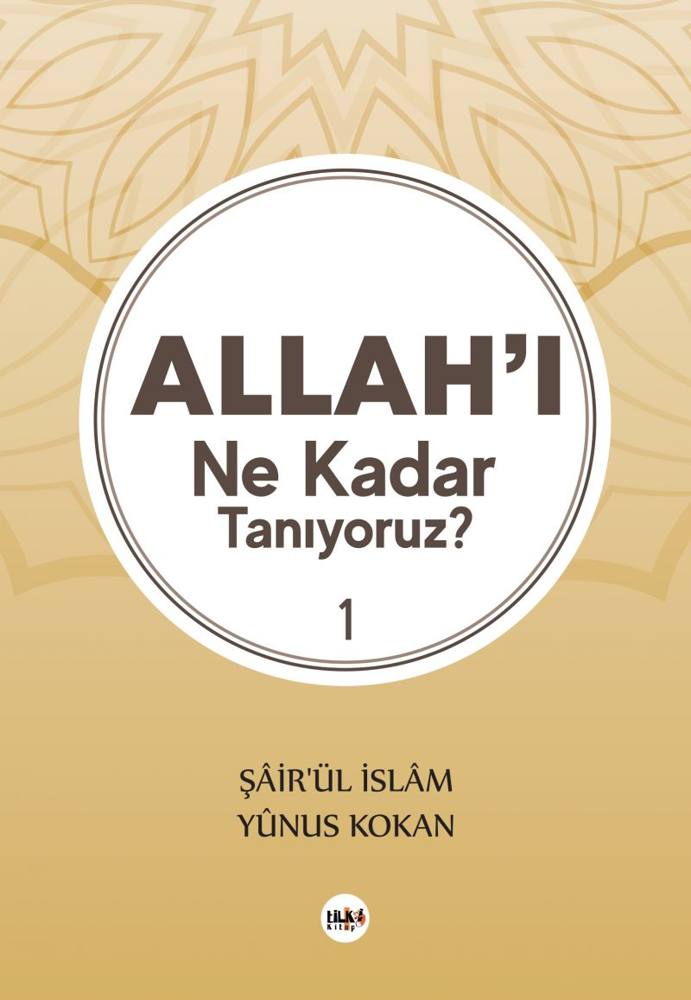 ALLAH'I
Ne Kadar
Tanıyoruz?
1
ŞÂİR'ÜL İSLÂM
YÛNUS KOKAN
tiLKi
Kitap